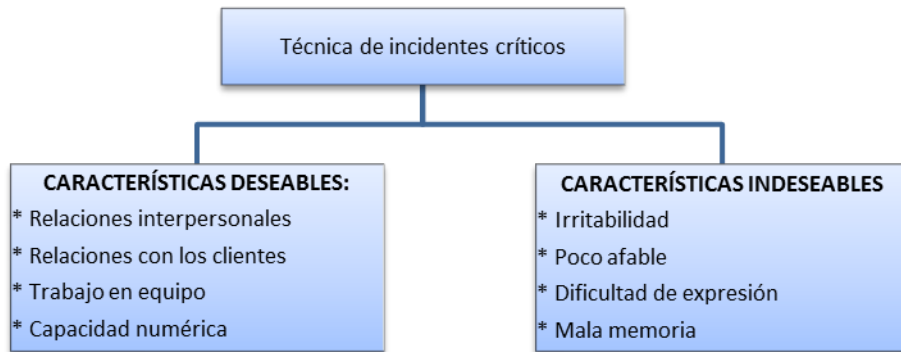 Técnica de incidentes críticos
CARACTERÍSTICAS DESEABLES:
* Relaciones interpersonales
* Relaciones con los clientes
* Trabajo en equipo
* Capacidad numérica
CARACTERÍSTICAS INDESEABLES
* Irritabilidad
* Poco afable
* Dificultad de expresión
* Mala memoria